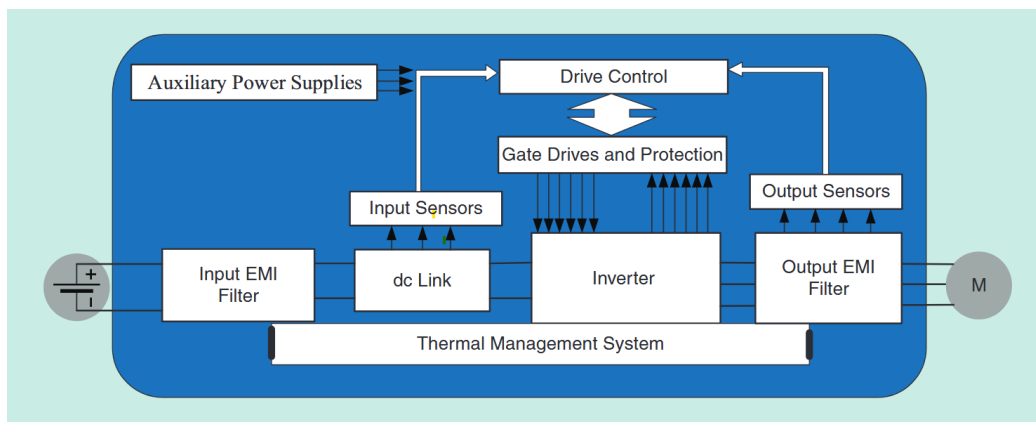 Auxiliary Power Supplies
Drive Control
Gate Drives and Protection
Input Sensors
Output Sensors
+
−
Input EMI
Filter
dc Link
Inverter
Output EMI
Filter
M
Thermal Management System